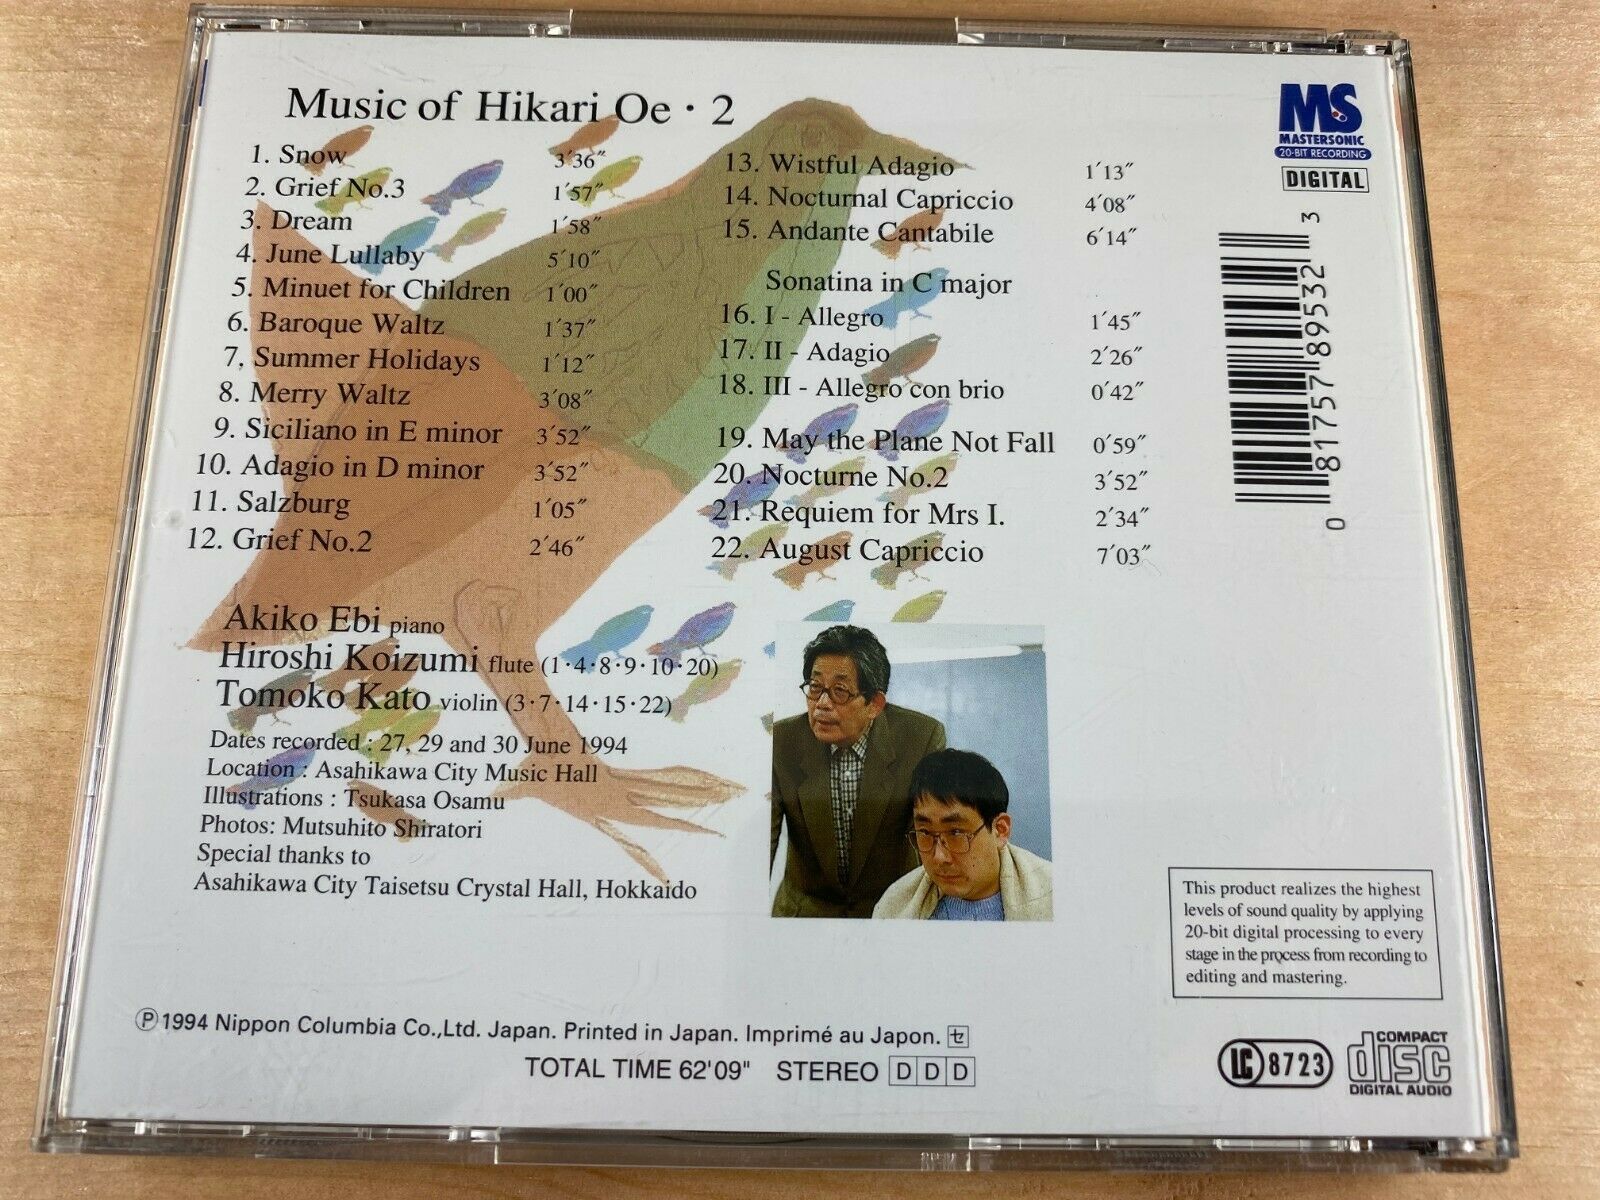 Music of Hikari Oe · 2
1. Snow 3′36″
2. Grief No.3 1′57″
3. Dream 1′58″
4. June Lullaby 5′10″
5. Minuet for Children 1′00″
6. Baroque Waltz 1′37″
7, Summer Holidays 1′12″
8. Merry Waltz 3′08″
9. Siciliano in E minor 3′52″
10. Adagio in D minor 3′52″
11. Salzburg 1′05″
12. Grief No.2 2′46″
13. Wistful Adagio 1′13″
14. Nocturnal Capriccio 4′08″
15. Andante Cantabile 6′14″
Sonatina in C major
16. I - Allegro 1′45″
17. II - Adagio 2′26″
18. III - Allegro con brio 0′42″
19. May the Plane Not Fall 0′59″
20. Nocturne No.2 3′52″
21. Requiem for Mrs I. 2′34″
22. August Capriccio 7′03″
MS
MASTERSONIC
20-BIT RECORDING
DIGITAL
0 81757 89532 3
Akiko Ebi piano
Hiroshi Koizumi flute (1·4·8·9·10·20)
Tomoko Kato violin (3·7·14·15·22)
Dates recorded : 27, 29 and 30 June 1994
Location : Asahikawa City Music Hall
Illustrations : Tsukasa Osamu
Photos: Mutsuhito Shiratori
Special thanks to
Asahikawa City Taisetsu Crystal Hall, Hokkaido
This product realizes the highest
levels of sound quality by applying
20-bit digital processing to every
stage in the process from recording to
editing and mastering.
℗1994 Nippon Columbia Co.,Ltd. Japan. Printed in Japan. Imprimé au Japon. セ
TOTAL TIME 62'09" STEREO DDD
LC 8723
COMPACT
disc
DIGITAL AUDIO